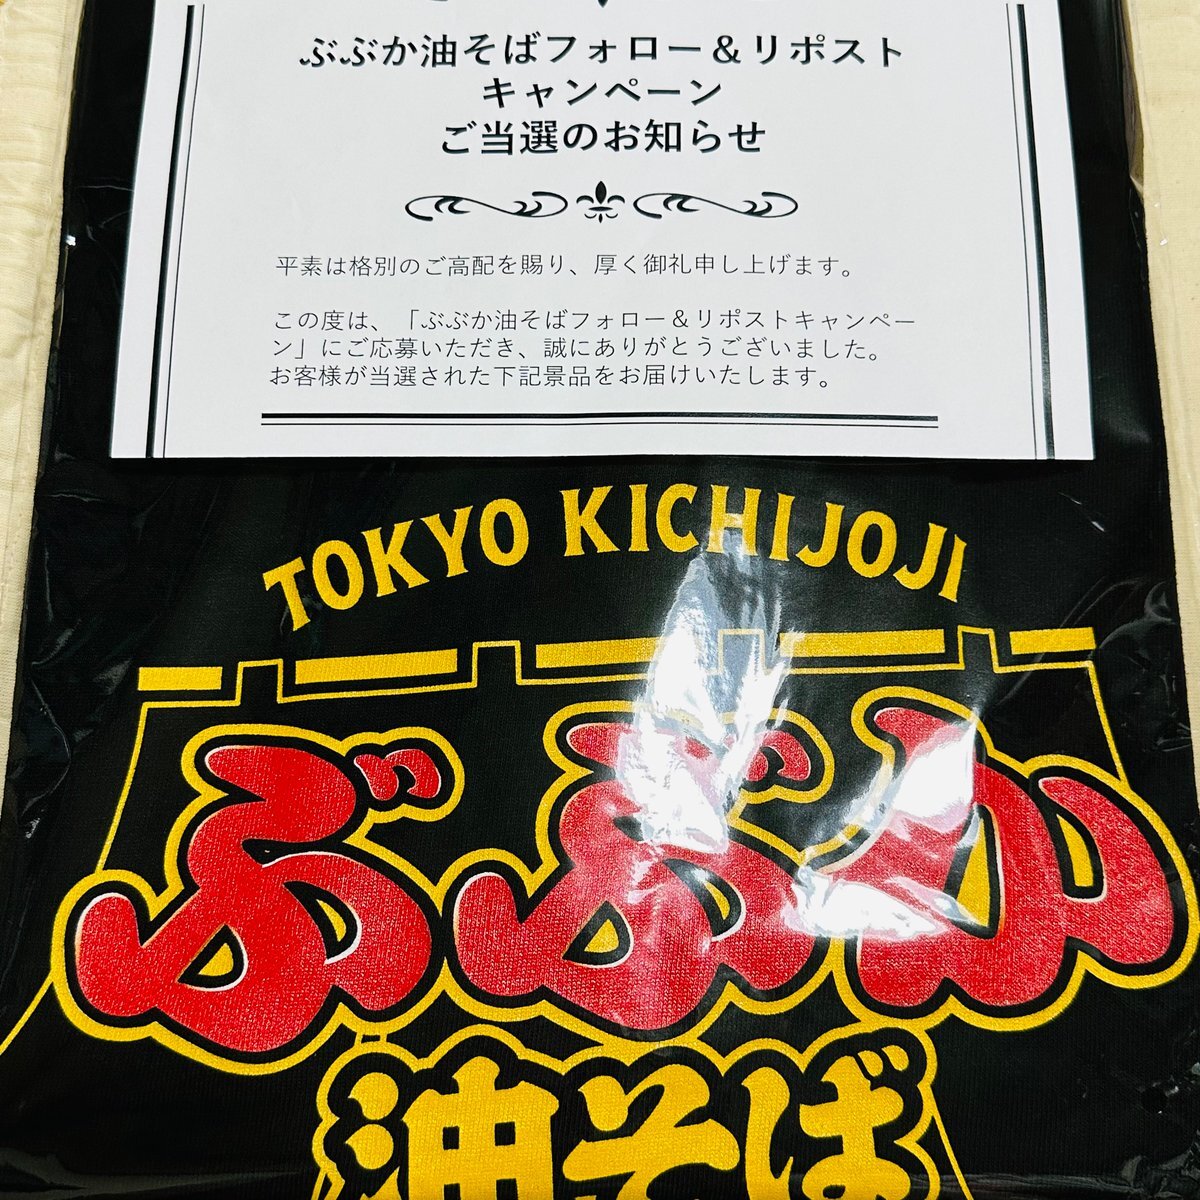 ぶぶか油そばフォロー＆リポスト
キャンペーン
ご当選のお知らせ
平素は格別のご高配を賜り、厚く御礼申し上げます。
この度は、「ぶぶか油そばフォロー＆リポストキャンペー
ン」にご応募いただき、誠にありがとうございました。
お客様が当選された下記景品をお届けいたします。
TOKYO KICHIJOJI
ぶぶか
油そば